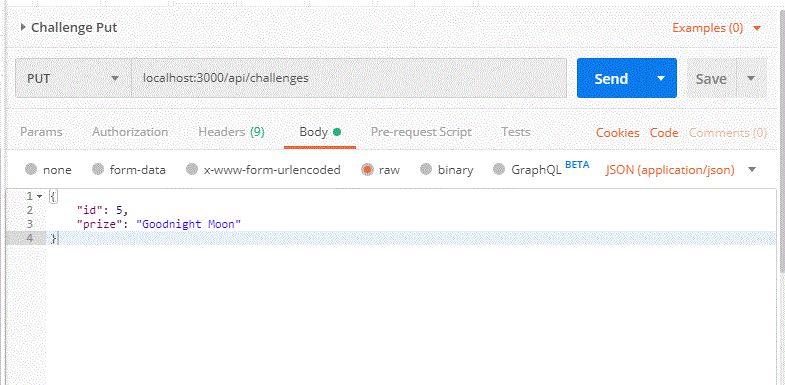 Challenge Put Examples (0)
PUT localhost:3000/api/challenges Send Save
Params Authorization Headers (9) Body Pre-request Script Tests Cookies Code Comments (0)
none form-data x-www-form-urlencoded raw binary GraphQL BETA JSON (application/json)
1 {
2 "id": 5,
3 "prize": "Goodnight Moon"
4 }